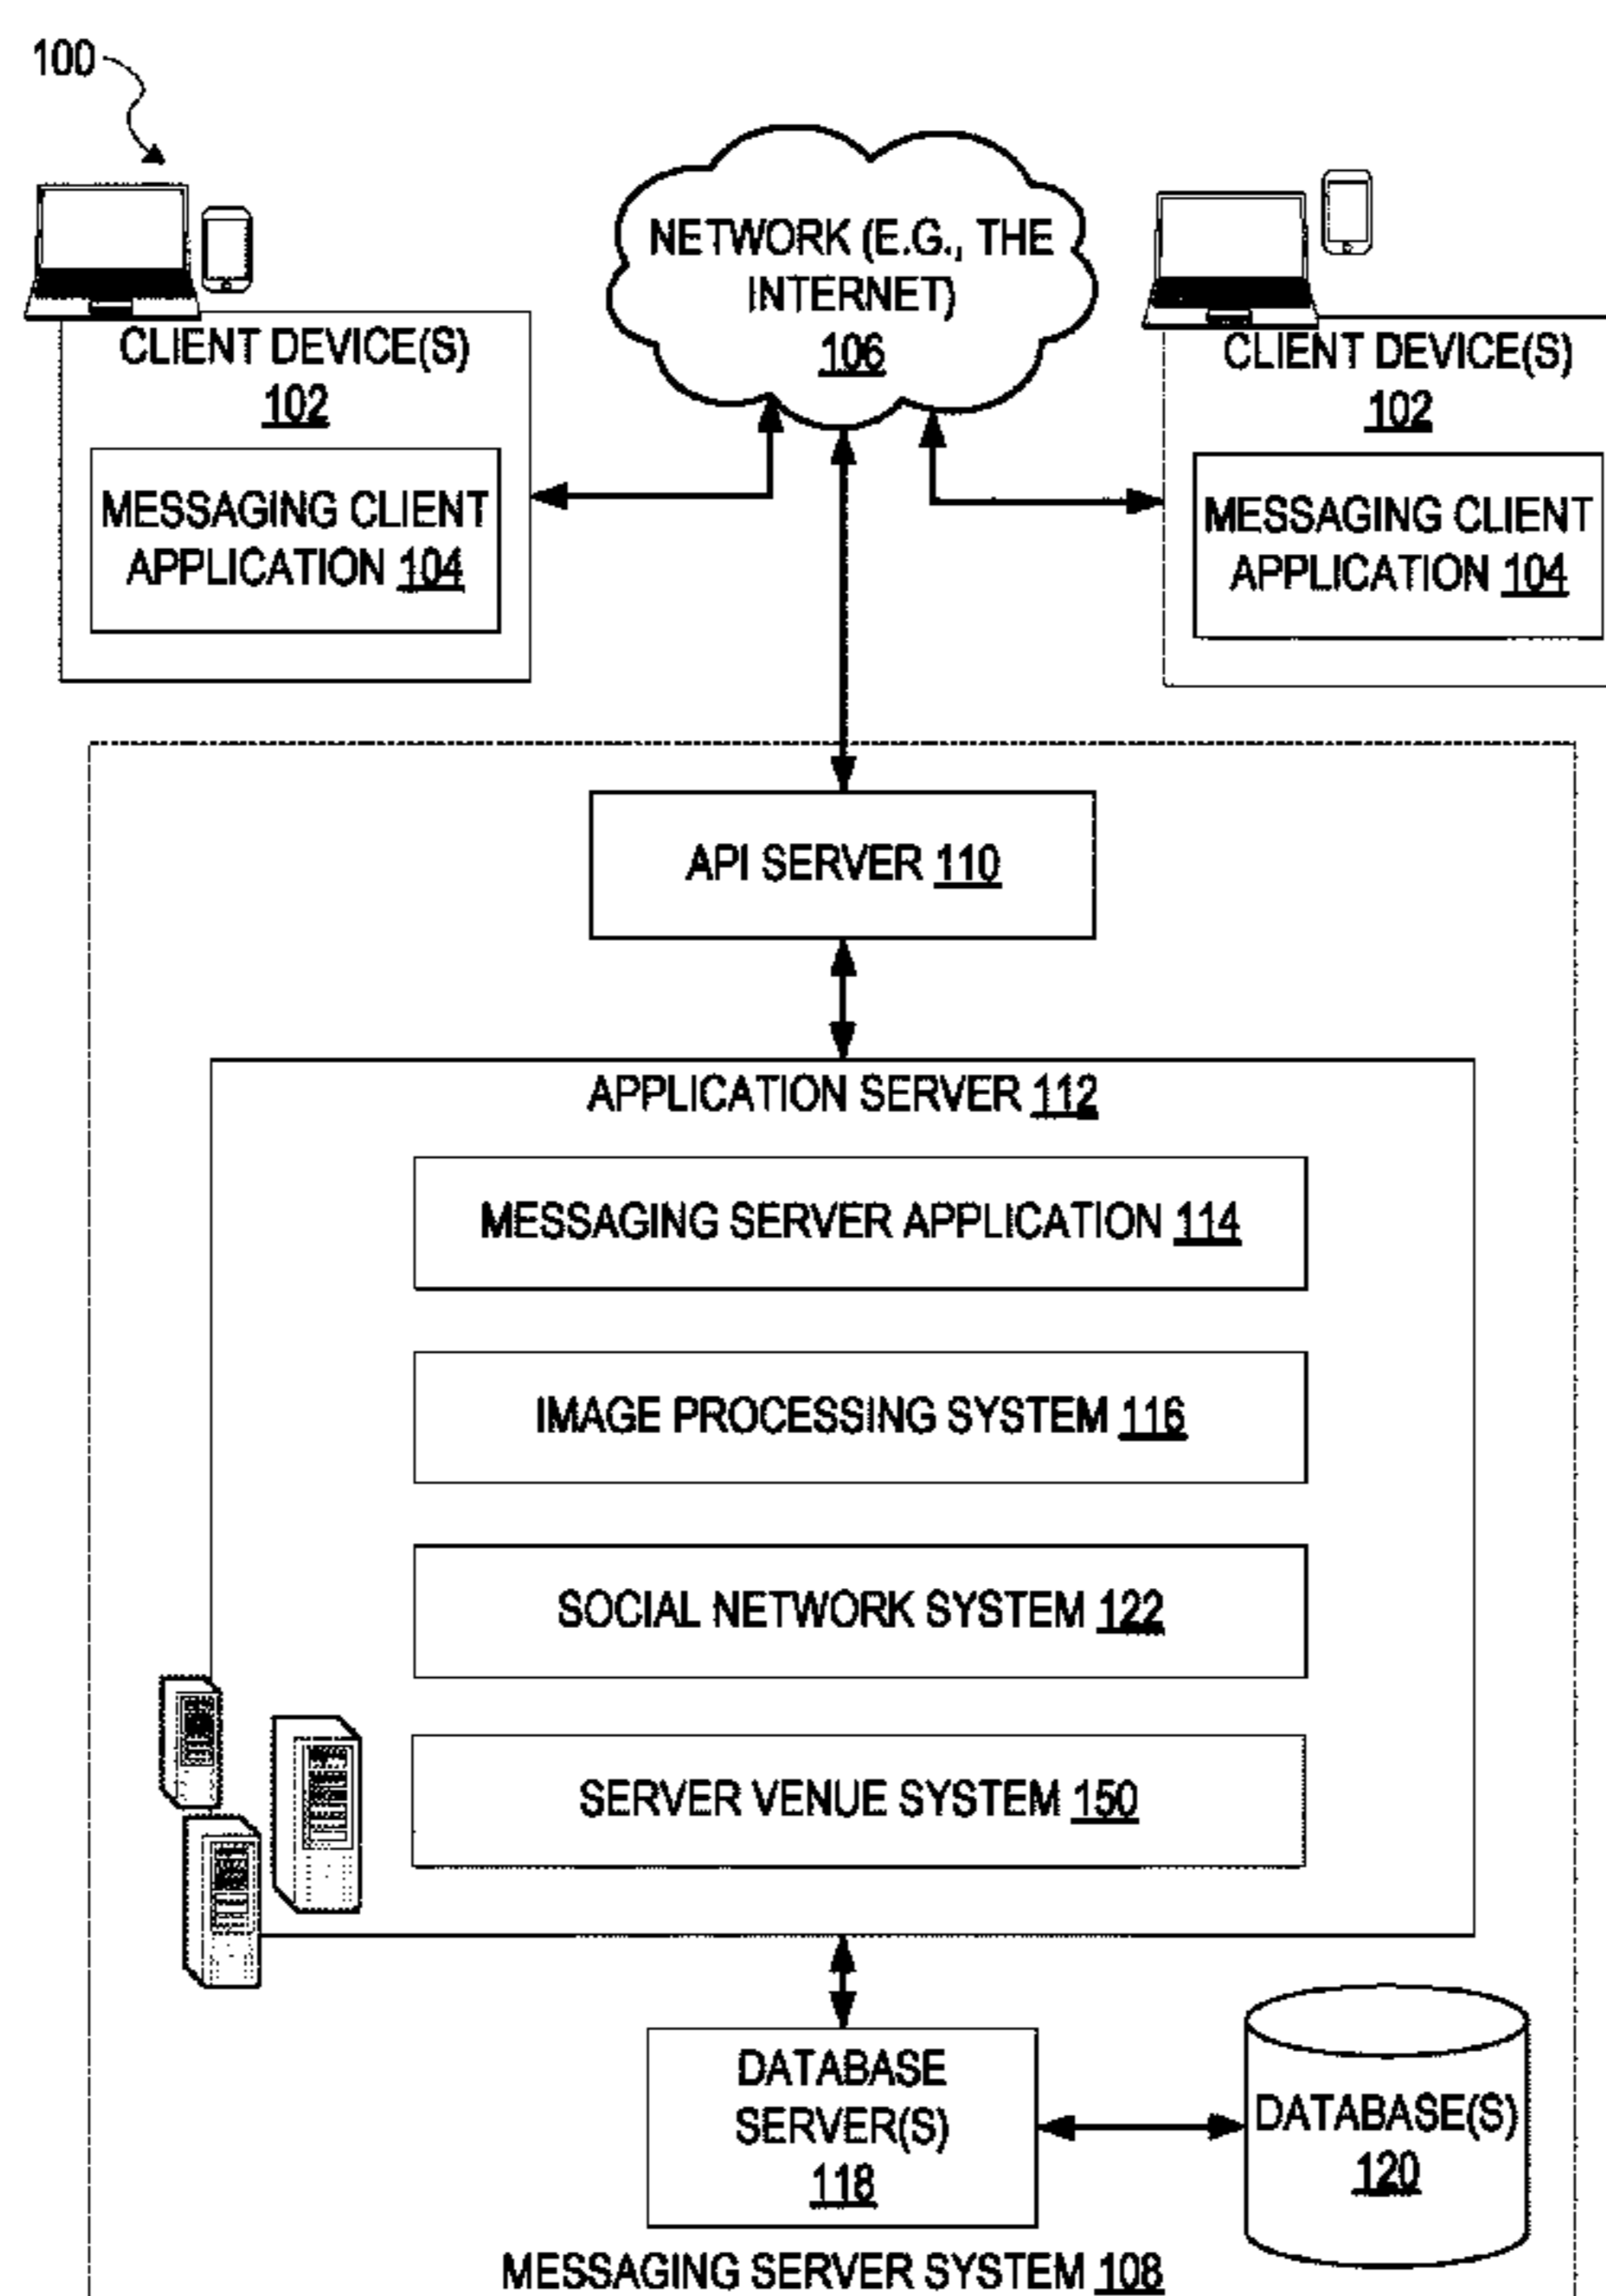 100
NETWORK (E.G., THE
INTERNET)
106
CLIENT DEVICE(S)
102
MESSAGING CLIENT
APPLICATION 104
CLIENT DEVICE(S)
102
MESSAGING CLIENT
APPLICATION 104
API SERVER 110
APPLICATION SERVER 112
MESSAGING SERVER APPLICATION 114
IMAGE PROCESSING SYSTEM 116
SOCIAL NETWORK SYSTEM 122
SERVER VENUE SYSTEM 150
DATABASE
SERVER(S)
118
DATABASE(S)
120
MESSAGING SERVER SYSTEM 108